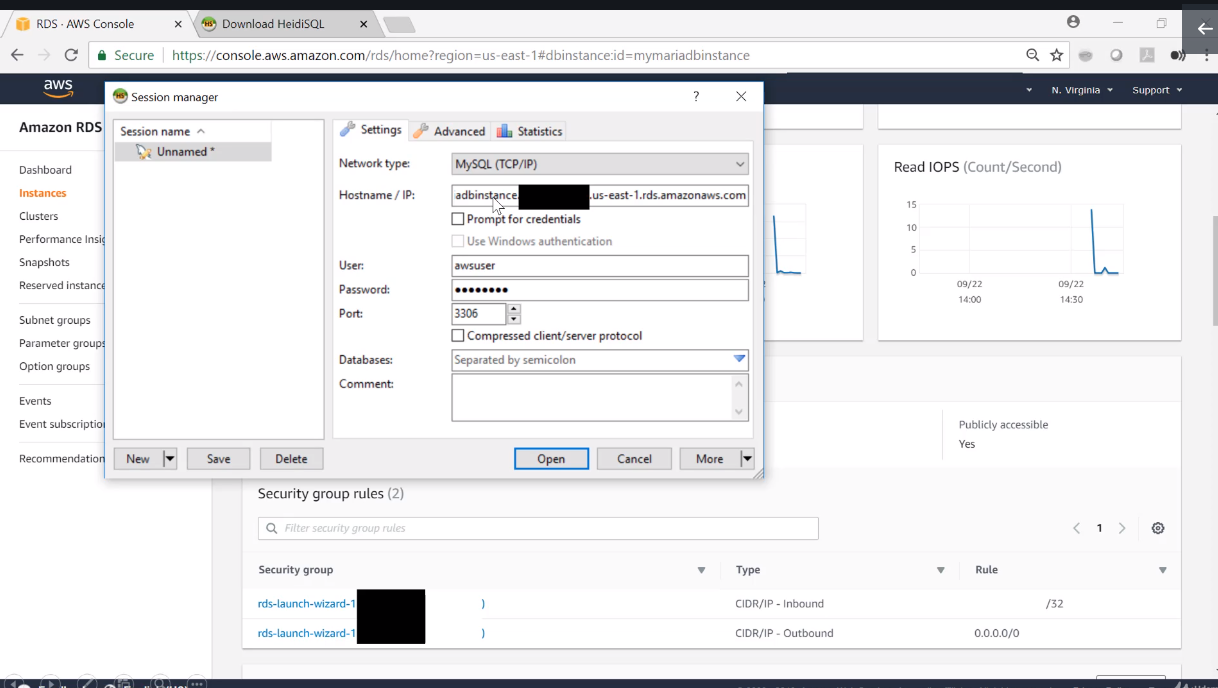 RDS · AWS Console
Download HeidiSQL
Secure
https://console.aws.amazon.com/rds/home?region=us-east-1#dbinstance:id=mymariadbinstance
aws
N. Virginia
Support
Amazon RDS
Dashboard
Instances
Clusters
Performance Insig
Snapshots
Reserved instance
Subnet groups
Parameter groups
Option groups
Events
Event subscription
Recommendation
Session manager
?
Session name
Unnamed *
Settings
Advanced
Statistics
Network type:
MySQL (TCP/IP)
Hostname / IP:
adbinstance. .us-east-1.rds.amazonaws.com
Prompt for credentials
Use Windows authentication
User:
awsuser
Password:
●●●●●●●●
Port:
3306
Compressed client/server protocol
Databases:
Separated by semicolon
Comment:
New
Save
Delete
Open
Cancel
More
Read IOPS (Count/Second)
15
10
5
0
09/22
14:00
09/22
14:30
Publicly accessible
Yes
Security group rules (2)
Filter security group rules
1
Security group
Type
Rule
rds-launch-wizard-1 )
CIDR/IP - Inbound
/32
rds-launch-wizard-1 )
CIDR/IP - Outbound
0.0.0.0/0